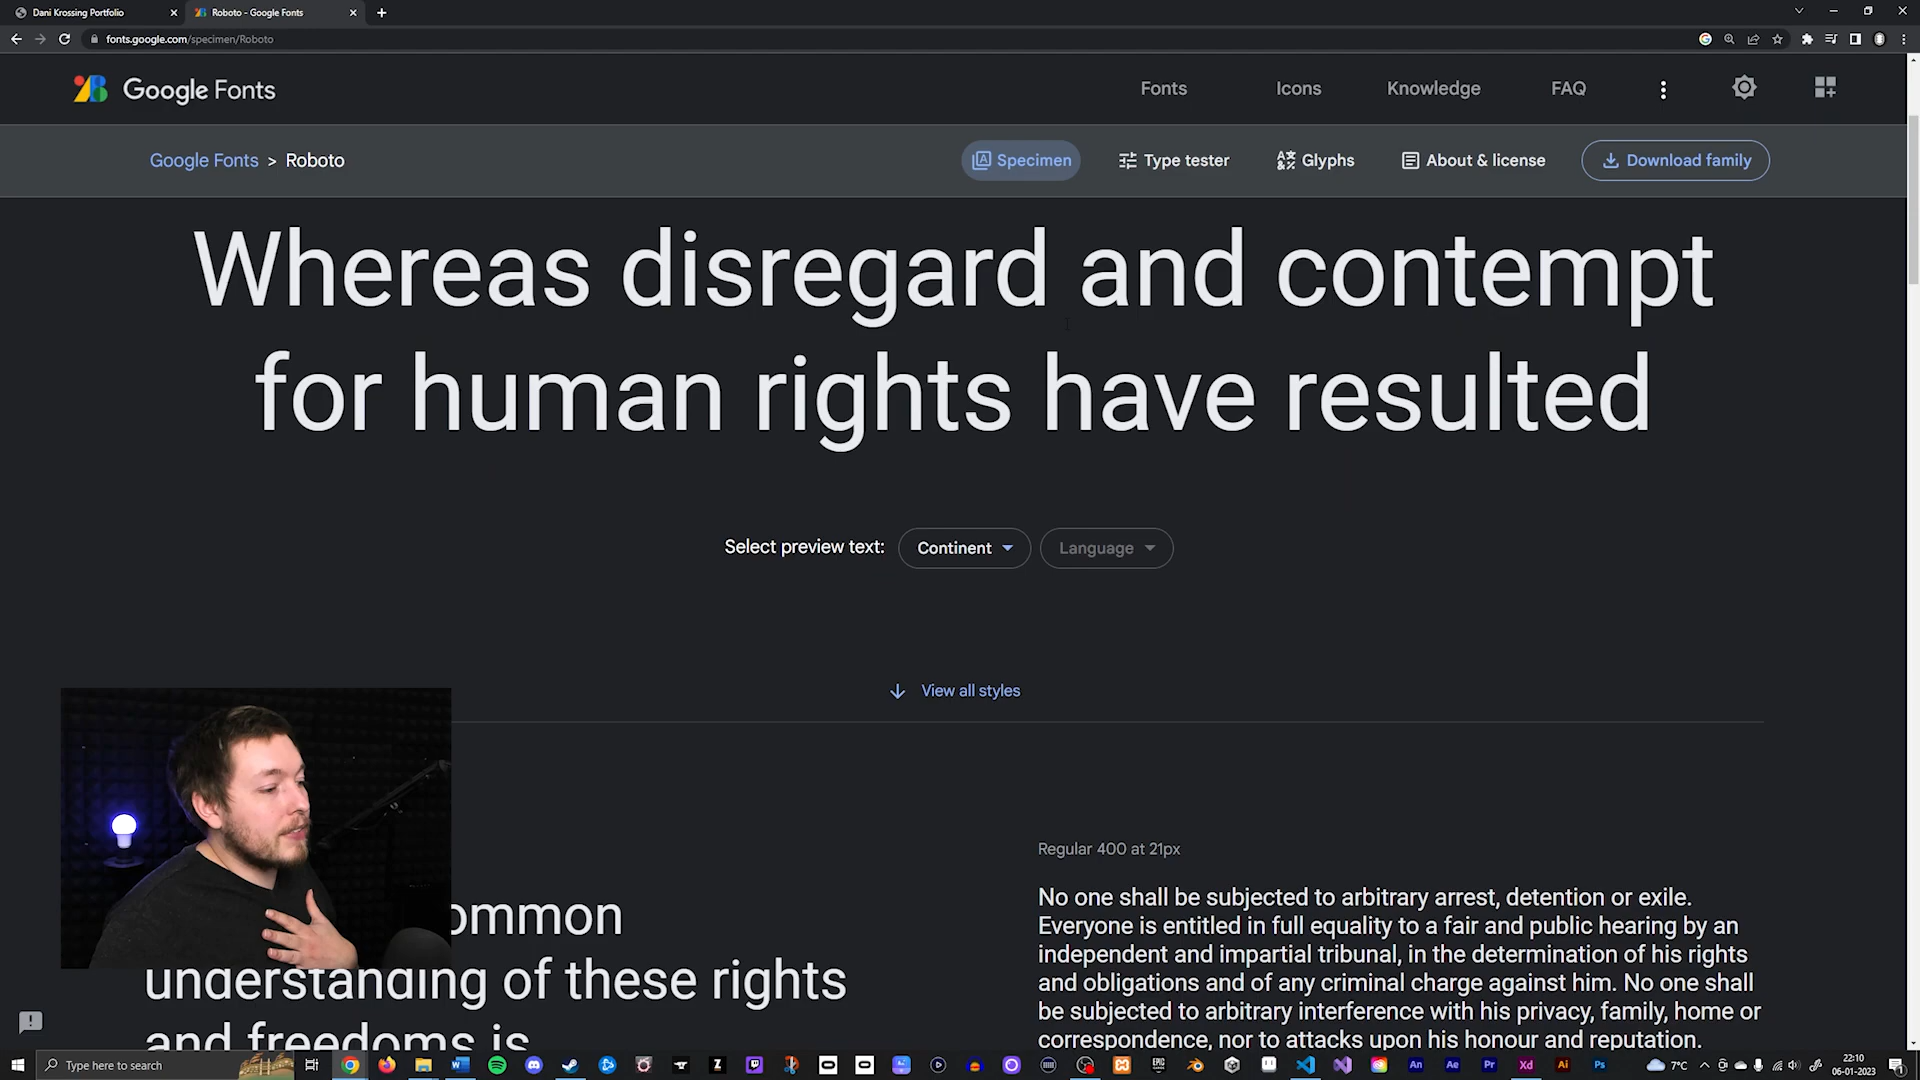 Dani Krossing Portfolio
Roboto - Google Fonts
fonts.google.com/specimen/Roboto
Google Fonts
Fonts
Icons
Knowledge
FAQ
Google Fonts > Roboto
Specimen
Type tester
Glyphs
About & license
Download family
Whereas disregard and contempt
for human rights have resulted
Select preview text:
Continent
Language
View all styles
ommon
understanding of these rights
and freedoms is
Regular 400 at 21px
No one shall be subjected to arbitrary arrest, detention or exile.
Everyone is entitled in full equality to a fair and public hearing by an
independent and impartial tribunal, in the determination of his rights
and obligations and of any criminal charge against him. No one shall
be subjected to arbitrary interference with his privacy, family, home or
correspondence, nor to attacks upon his honour and reputation.
Type here to search
7°C
22:10
06-01-2023